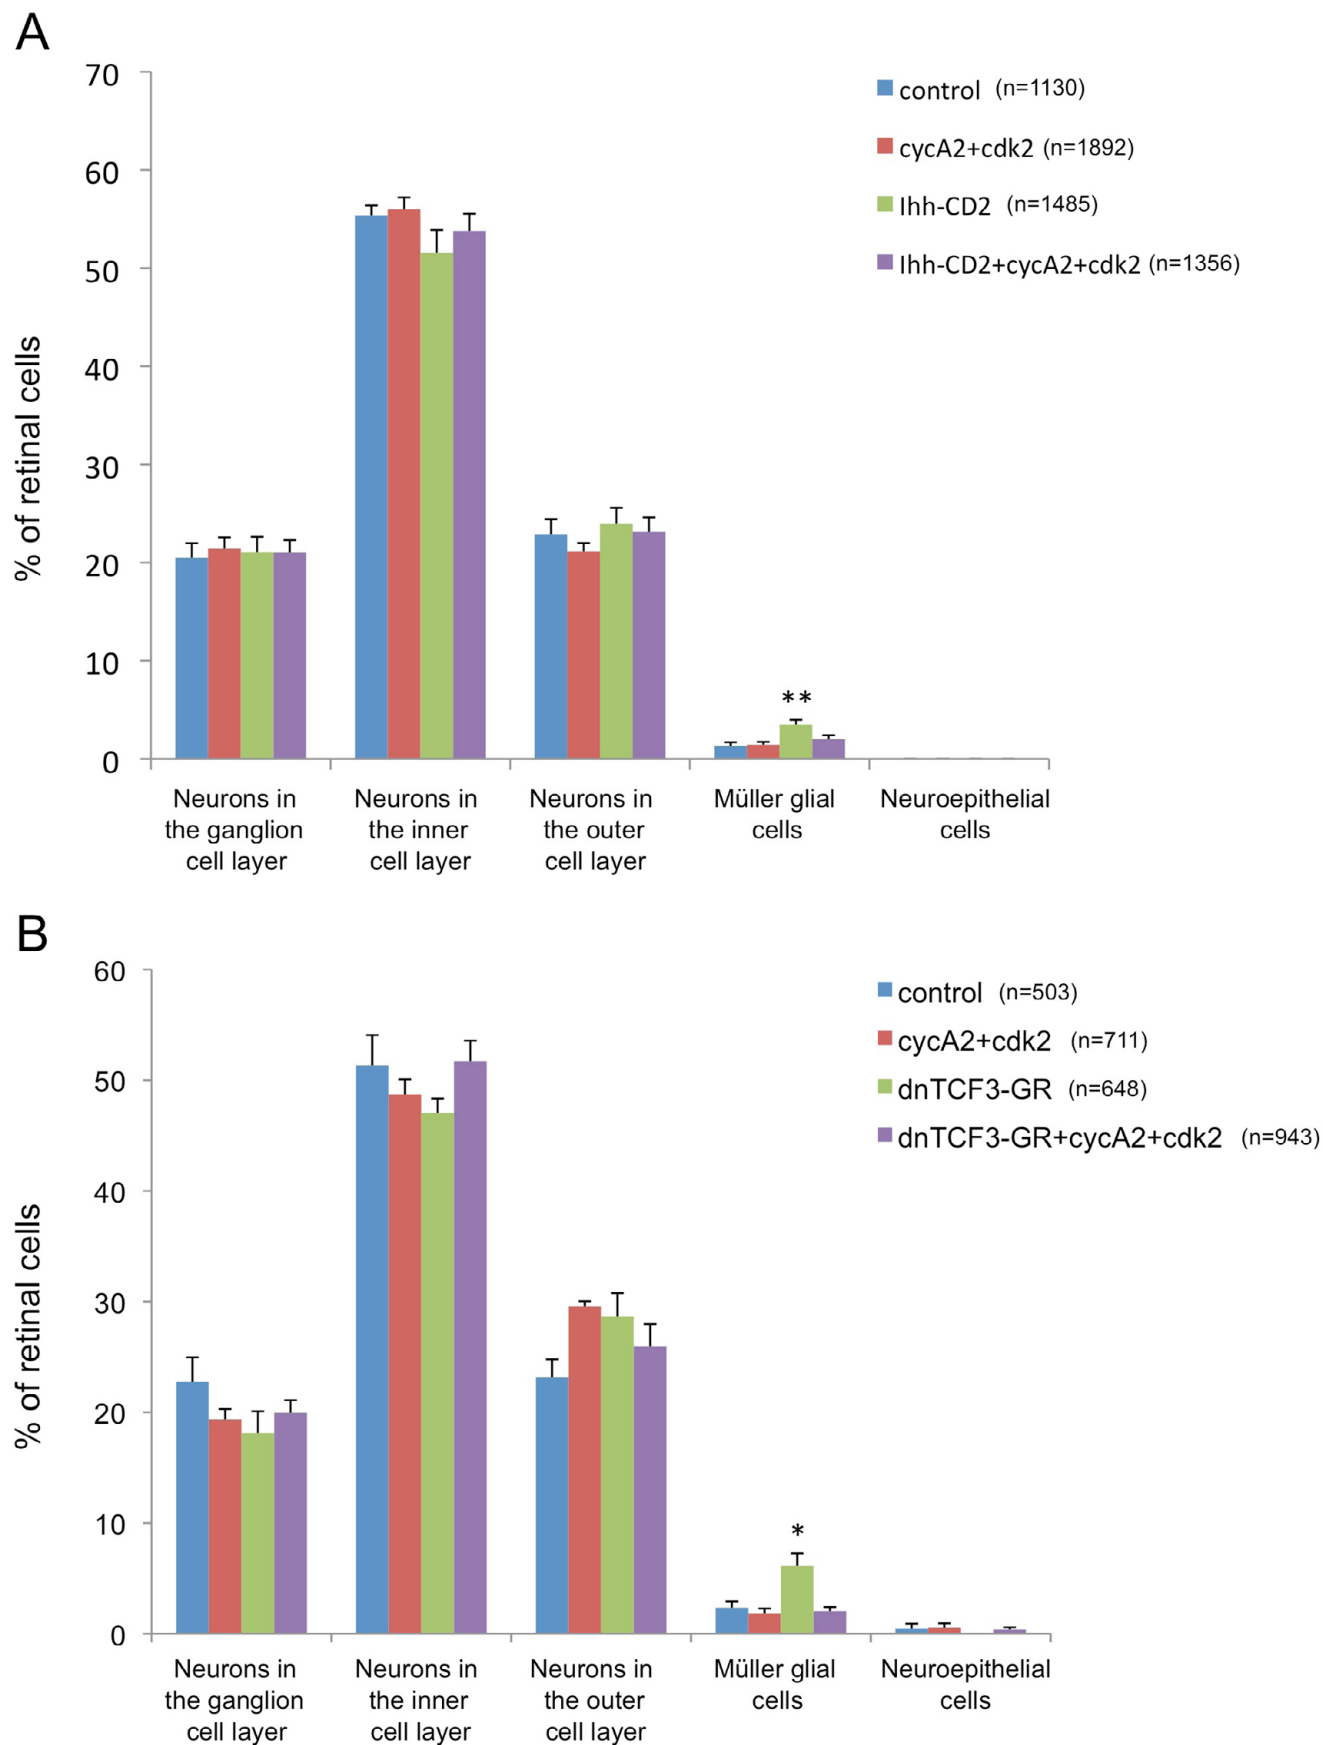 A
70
60
50
40
30
20
10
0
% of retinal cells
control (n=1130)
cycA2+cdk2 (n=1892)
Ihh-CD2 (n=1485)
Ihh-CD2+cycA2+cdk2 (n=1356)
**
Neurons in
the ganglion
cell layer
Neurons in
the inner
cell layer
Neurons in
the outer
cell layer
Müller glial
cells
Neuroepithelial
cells
B
60
50
40
30
20
10
0
% of retinal cells
control (n=503)
cycA2+cdk2 (n=711)
dnTCF3-GR (n=648)
dnTCF3-GR+cycA2+cdk2 (n=943)
*
Neurons in
the ganglion
cell layer
Neurons in
the inner
cell layer
Neurons in
the outer
cell layer
Müller glial
cells
Neuroepithelial
cells